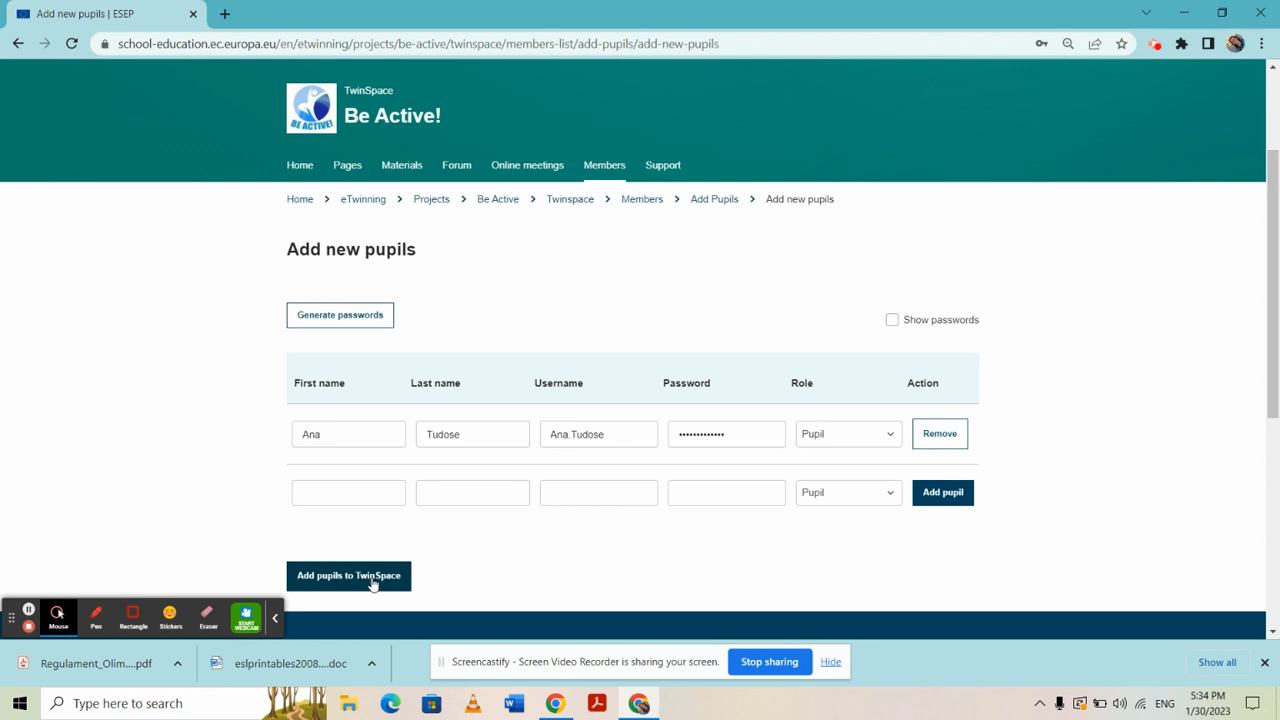 Add new pupils | ESEP
school-education.ec.europa.eu/en/etwinning/projects/be-active/twinspace/members-list/add-pupils/add-new-pupils
BE ACTIVE!
TwinSpace
Be Active!
Home Pages Materials Forum Online meetings Members Support
Home > eTwinning > Projects > Be Active > Twinspace > Members > Add Pupils > Add new pupils
Add new pupils
Generate passwords
Show passwords
First name Last name Username Password Role Action
Ana Tudose Ana.Tudose ••••••••••••• Pupil Remove
Pupil Add pupil
Add pupils to TwinSpace
Mouse Pen Rectangle Stickers Eraser START WEBCAM
Regulament_Olim....pdf eslprintables2008....doc Screencastify - Screen Video Recorder is sharing your screen. Stop sharing Hide Show all
Type here to search
ENG
5:34 PM
1/30/2023